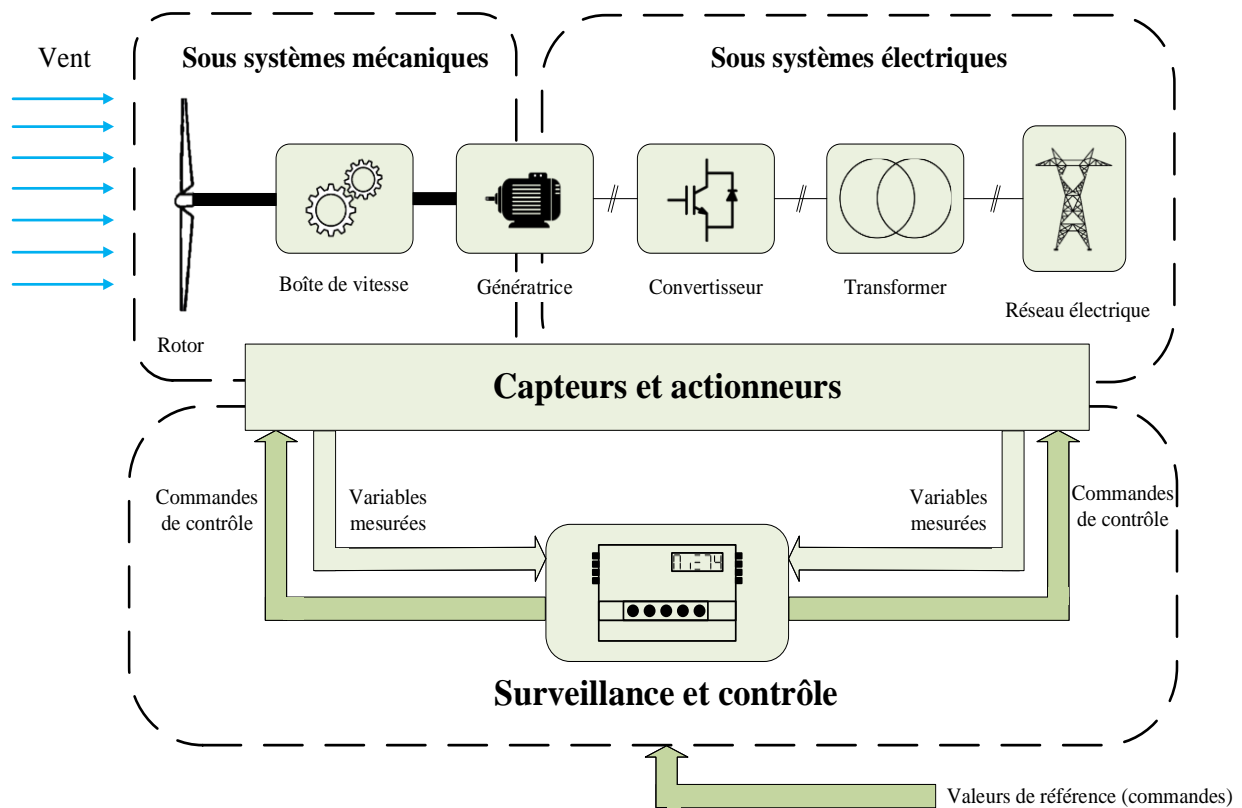 Vent
Sous systèmes mécaniques
Sous systèmes électriques
Boîte de vitesse
Génératrice
Convertisseur
Transformer
Réseau électrique
Rotor
Capteurs et actionneurs
Commandes
de contrôle
Variables
mesurées
Variables
mesurées
Commandes
de contrôle
Surveillance et contrôle
Valeurs de référence (commandes)